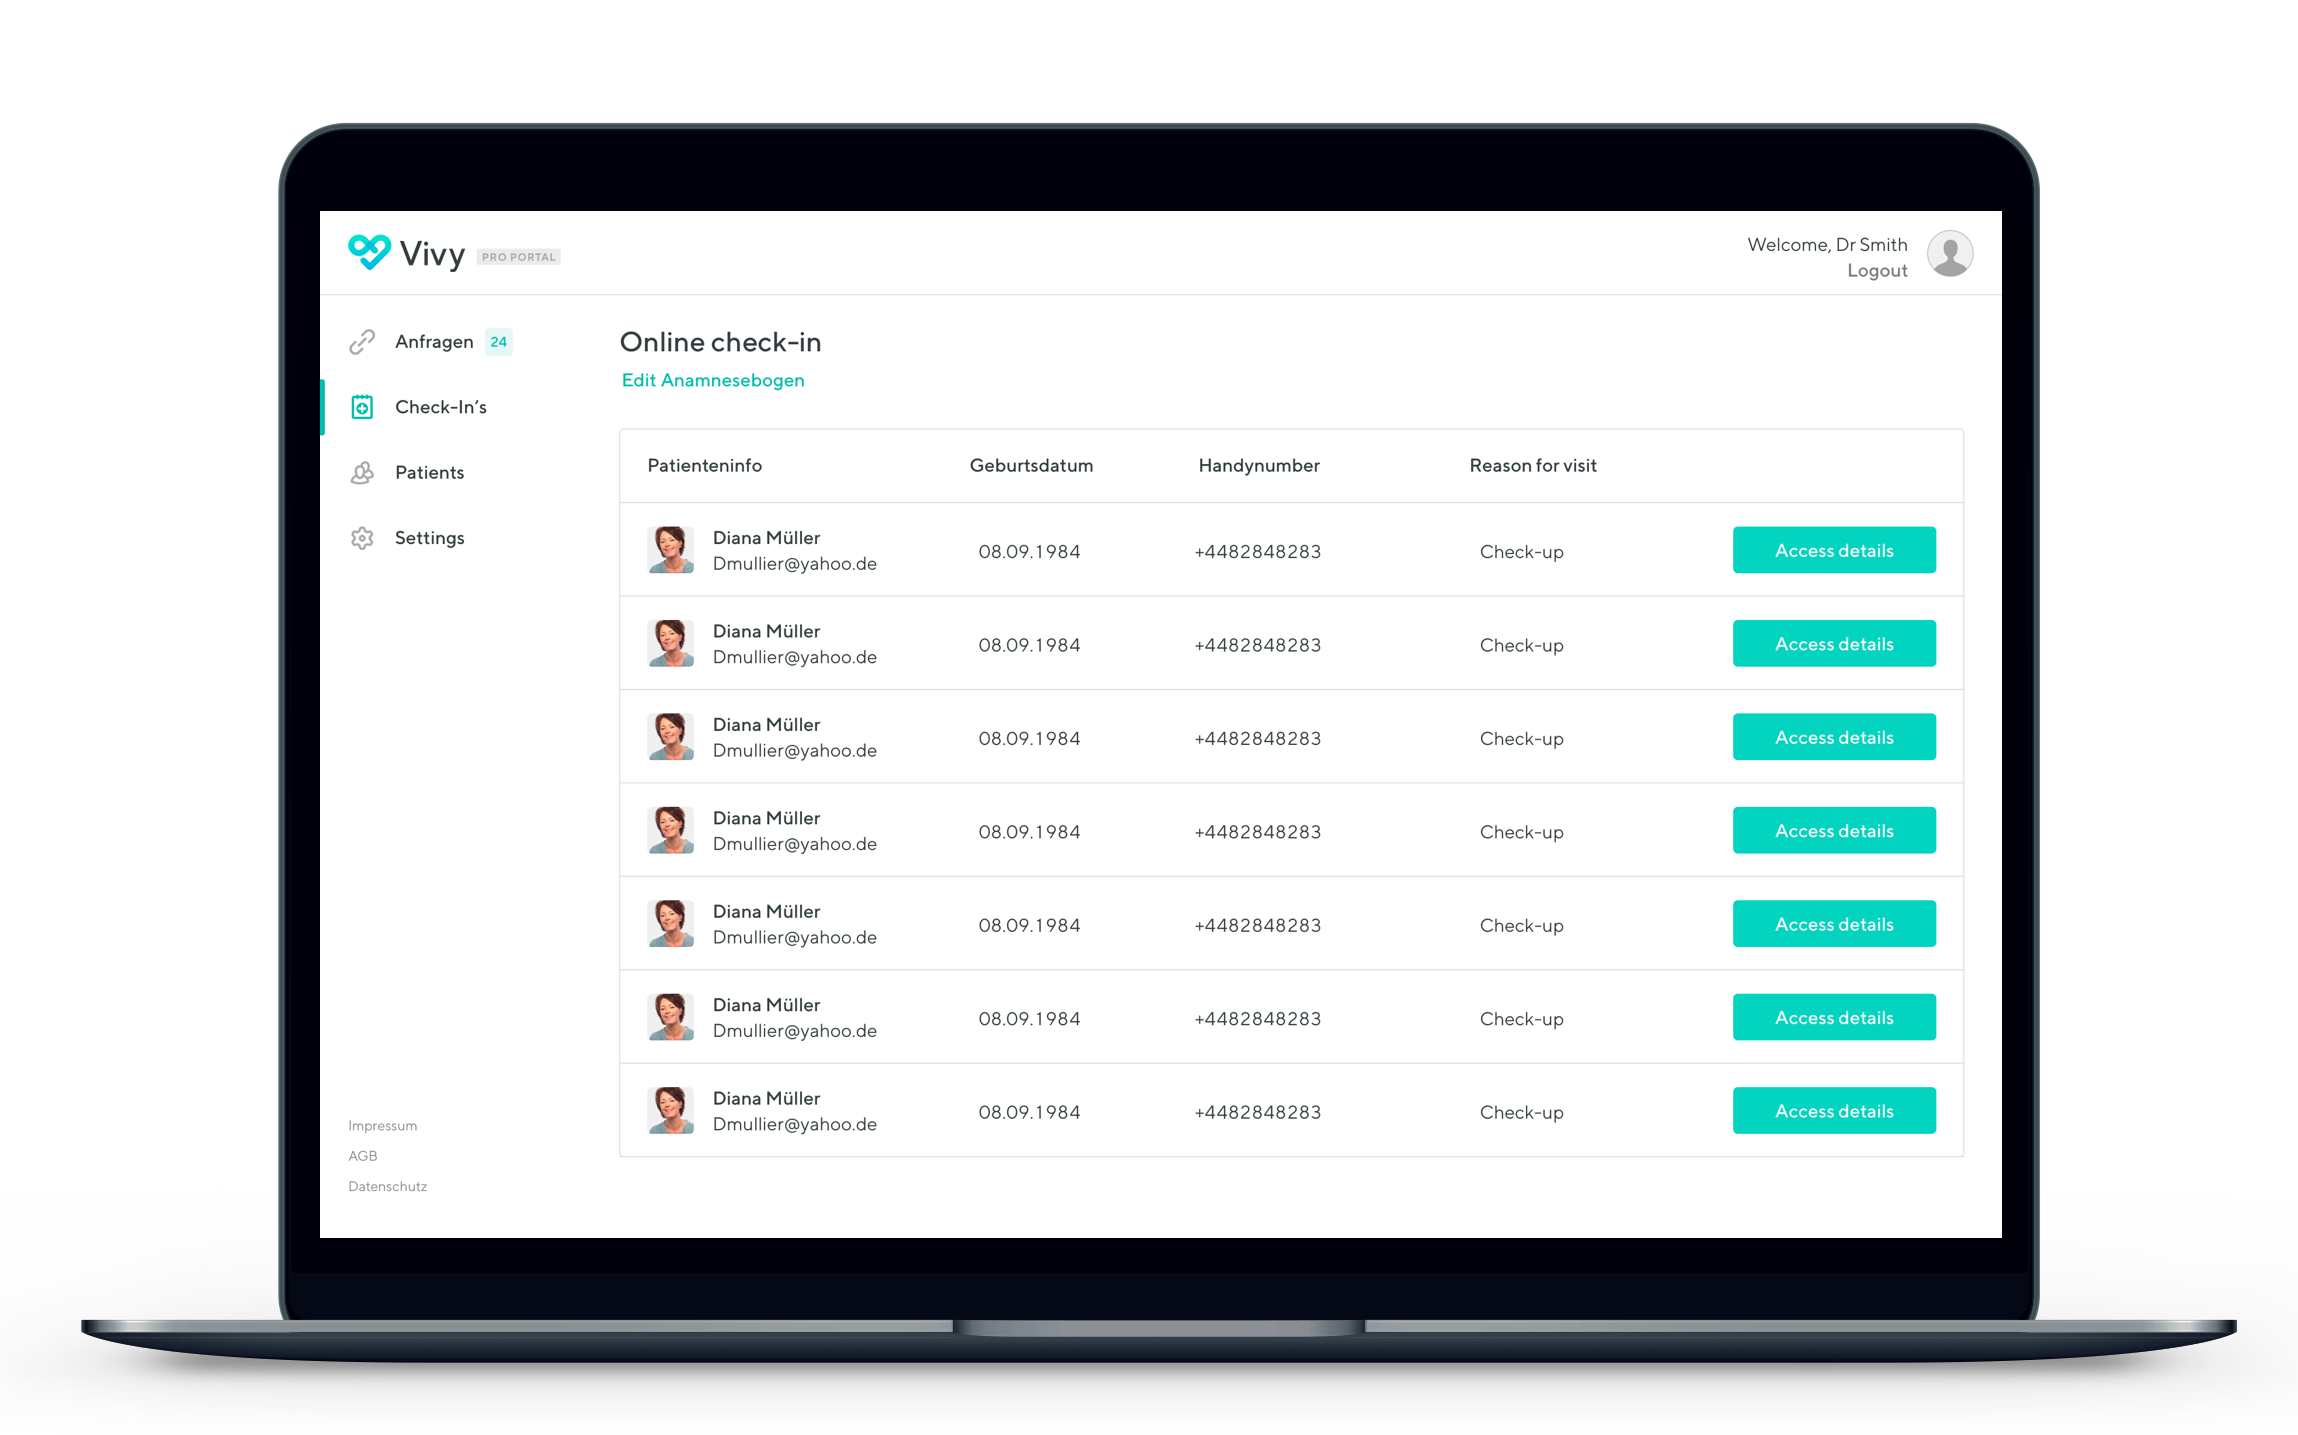 Vivy PRO PORTAL
Welcome, Dr Smith
Logout
Anfragen 24
Check-In’s
Patients
Settings
Online check-in
Edit Anamnesebogen
Patienteninfo Geburtsdatum Handynumber Reason for visit
Diana Müller
Dmullier@yahoo.de 08.09.1984 +4482848283 Check-up Access details
Diana Müller
Dmullier@yahoo.de 08.09.1984 +4482848283 Check-up Access details
Diana Müller
Dmullier@yahoo.de 08.09.1984 +4482848283 Check-up Access details
Diana Müller
Dmullier@yahoo.de 08.09.1984 +4482848283 Check-up Access details
Diana Müller
Dmullier@yahoo.de 08.09.1984 +4482848283 Check-up Access details
Diana Müller
Dmullier@yahoo.de 08.09.1984 +4482848283 Check-up Access details
Diana Müller
Dmullier@yahoo.de 08.09.1984 +4482848283 Check-up Access details
Impressum
AGB
Datenschutz